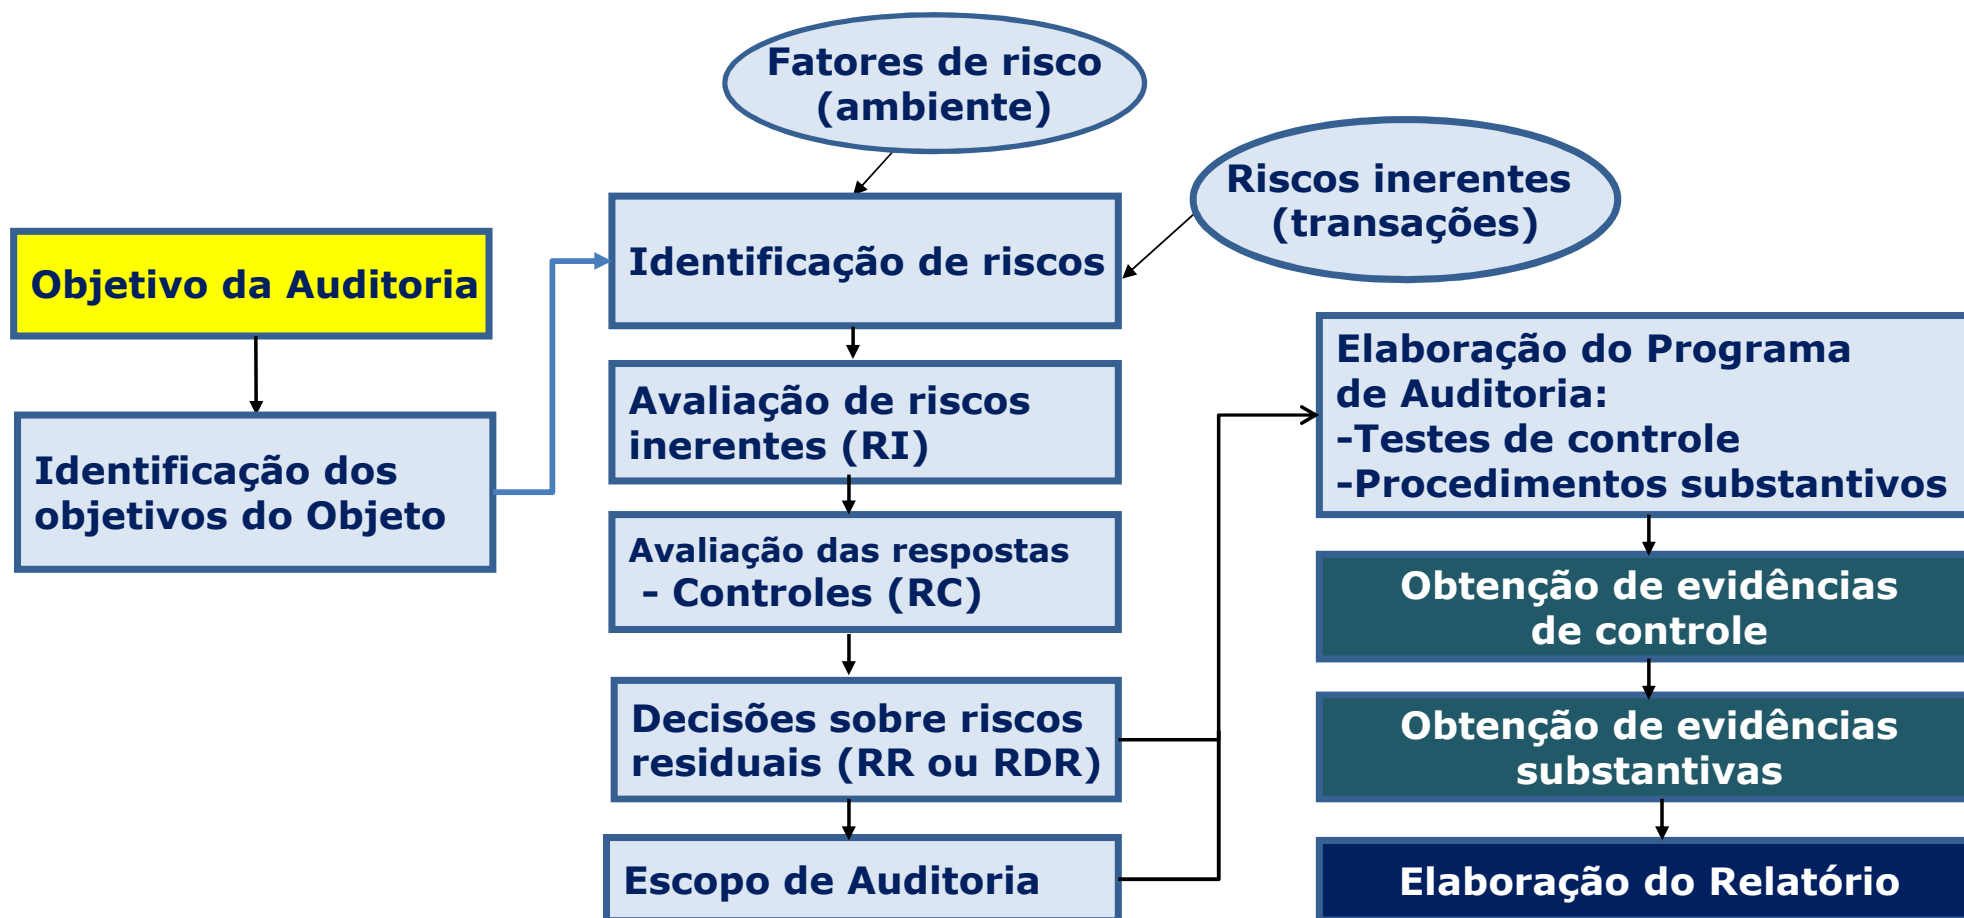 Fatores de risco
(ambiente)
Riscos inerentes
(transações)
Objetivo da Auditoria
Identificação dos
objetivos do Objeto
Identificação de riscos
Avaliação de riscos
inerentes (RI)
Avaliação das respostas
- Controles (RC)
Decisões sobre riscos
residuais (RR ou RDR)
Escopo de Auditoria
Elaboração do Programa
de Auditoria:
-Testes de controle
-Procedimentos substantivos
Obtenção de evidências
de controle
Obtenção de evidências
substantivas
Elaboração do Relatório